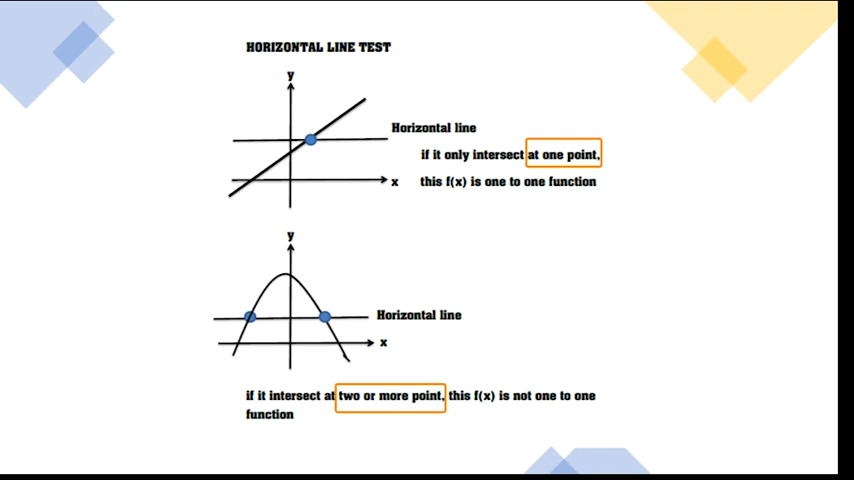 HORIZONTAL LINE TEST
y
Horizontal line
if it only intersect at one point,
x this f(x) is one to one function
y
Horizontal line
x
if it intersect at two or more point, this f(x) is not one to one
function